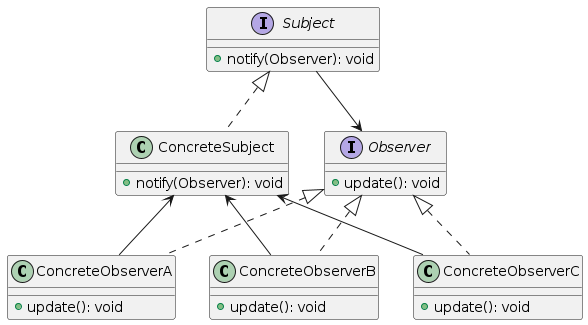 I Subject
notify(Observer): void
C ConcreteSubject
notify(Observer): void
I Observer
update(): void
C ConcreteObserverA
update(): void
C ConcreteObserverB
update(): void
C ConcreteObserverC
update(): void